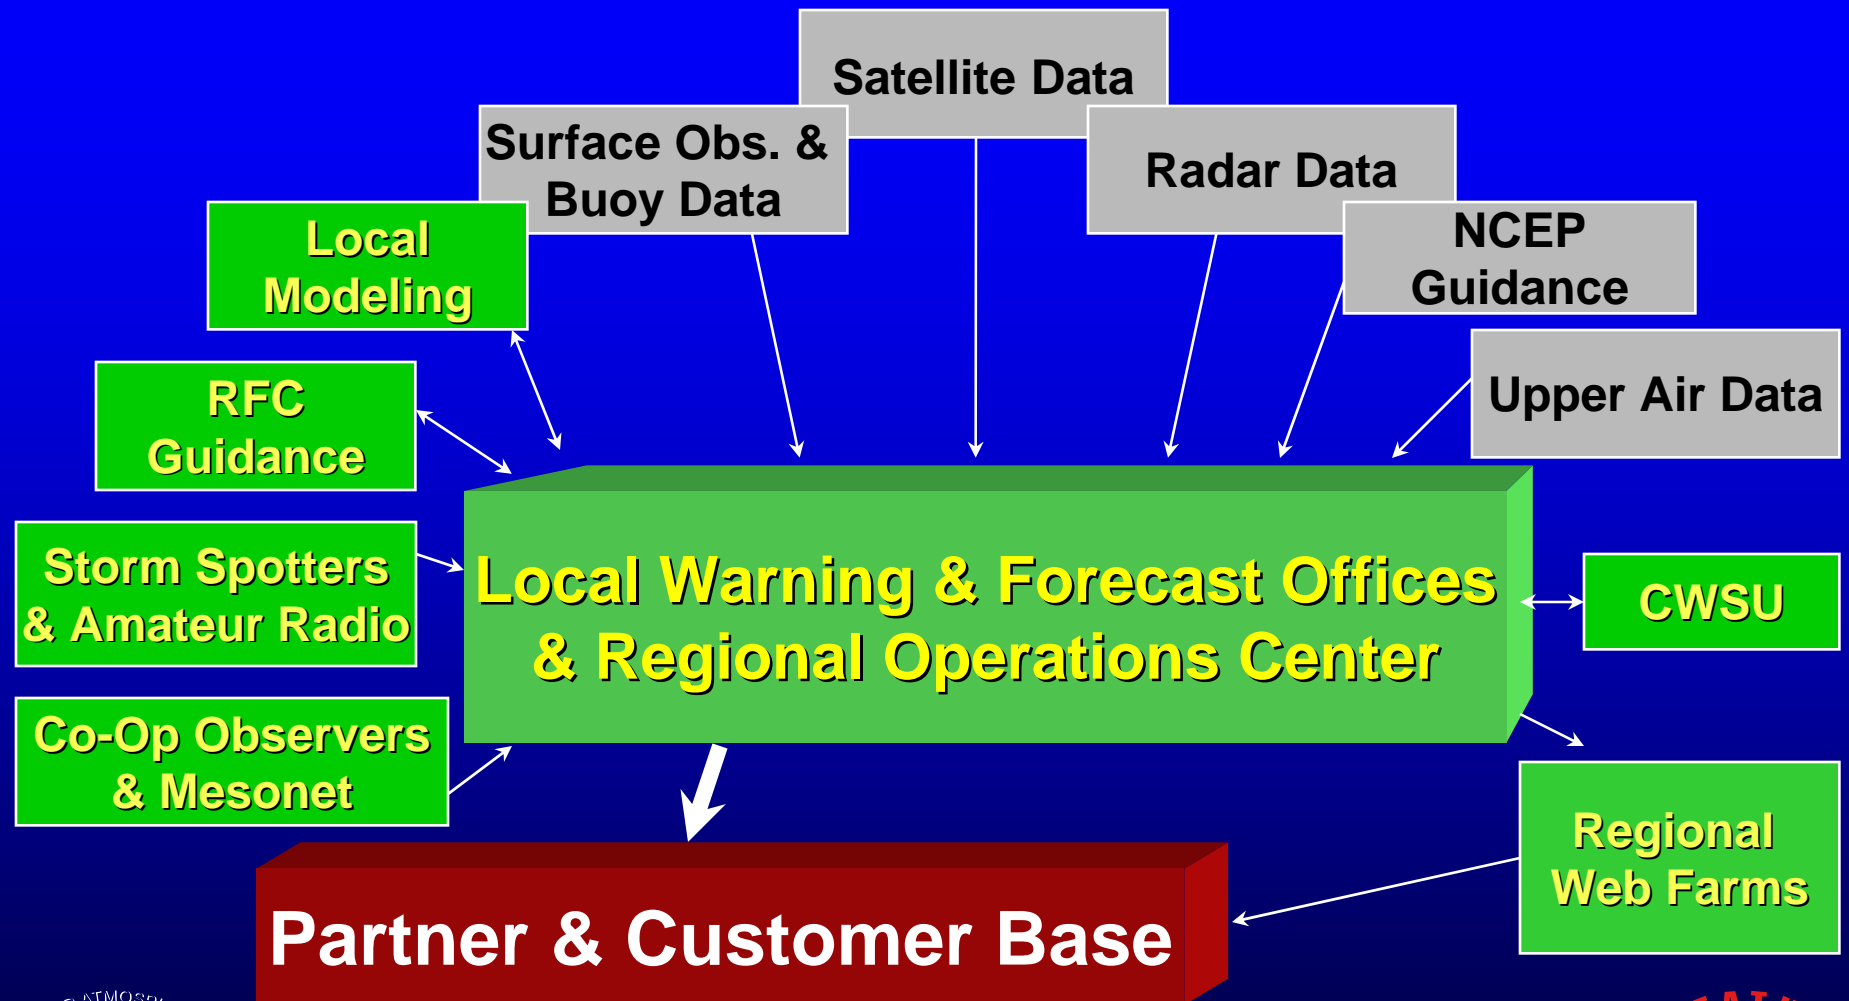 Satellite Data
Surface Obs. &
Buoy Data
Radar Data
Local
Modeling
NCEP
Guidance
RFC
Guidance
Upper Air Data
Storm Spotters
& Amateur Radio
Local Warning & Forecast Offices
& Regional Operations Center
CWSU
Co-Op Observers
& Mesonet
Regional
Web Farms
Partner & Customer Base